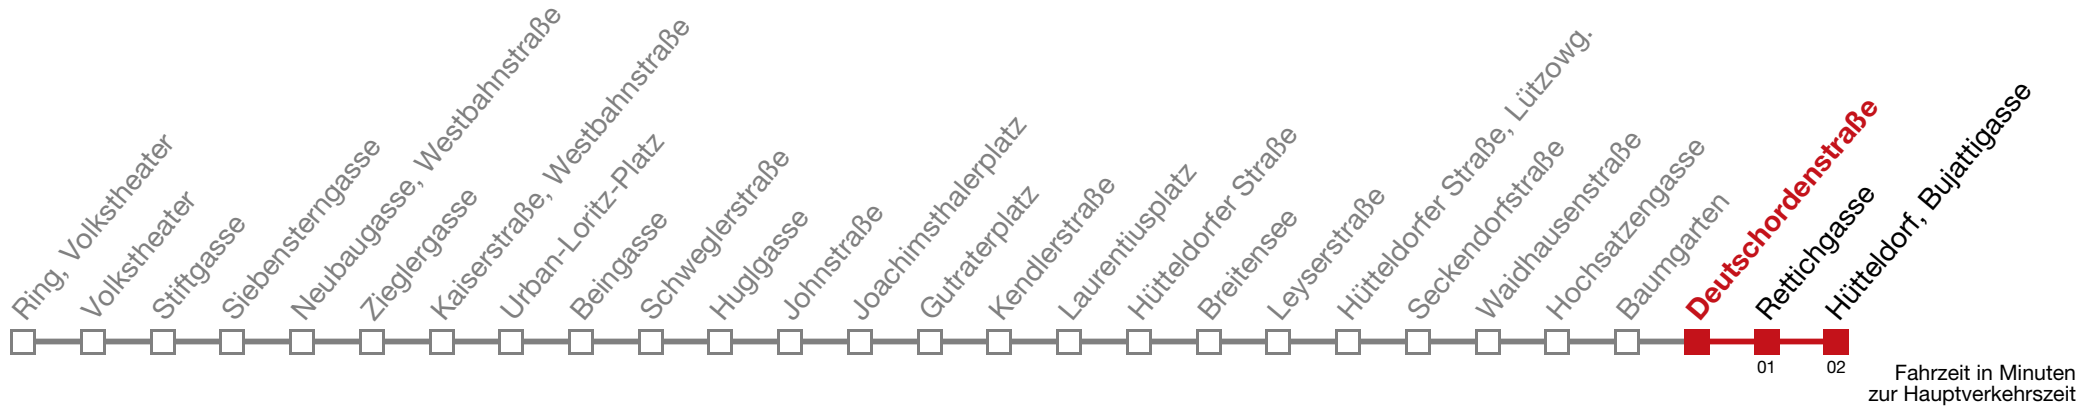 Ring, Volkstheater
Volkstheater
Stiftgasse
Siebensterngasse
Neubaugasse, Westbahnstraße
Zieglergasse
Kaiserstraße, Westbahnstraße
Urban-Loritz-Platz
Beingasse
Schweglerstraße
Huglgasse
Johnstraße
Joachimsthalerplatz
Gutraterplatz
Kendlerstraße
Laurentiusplatz
Hütteldorfer Straße
Breitensee
Leyserstraße
Hütteldorfer Straße, Lützowg.
Seckendorfstraße
Waidhausenstraße
Hochsatzengasse
Baumgarten
Deutschordenstraße
Rettichgasse
Hütteldorf, Bujattigasse
01
02
Fahrzeit in Minuten
zur Hauptverkehrszeit